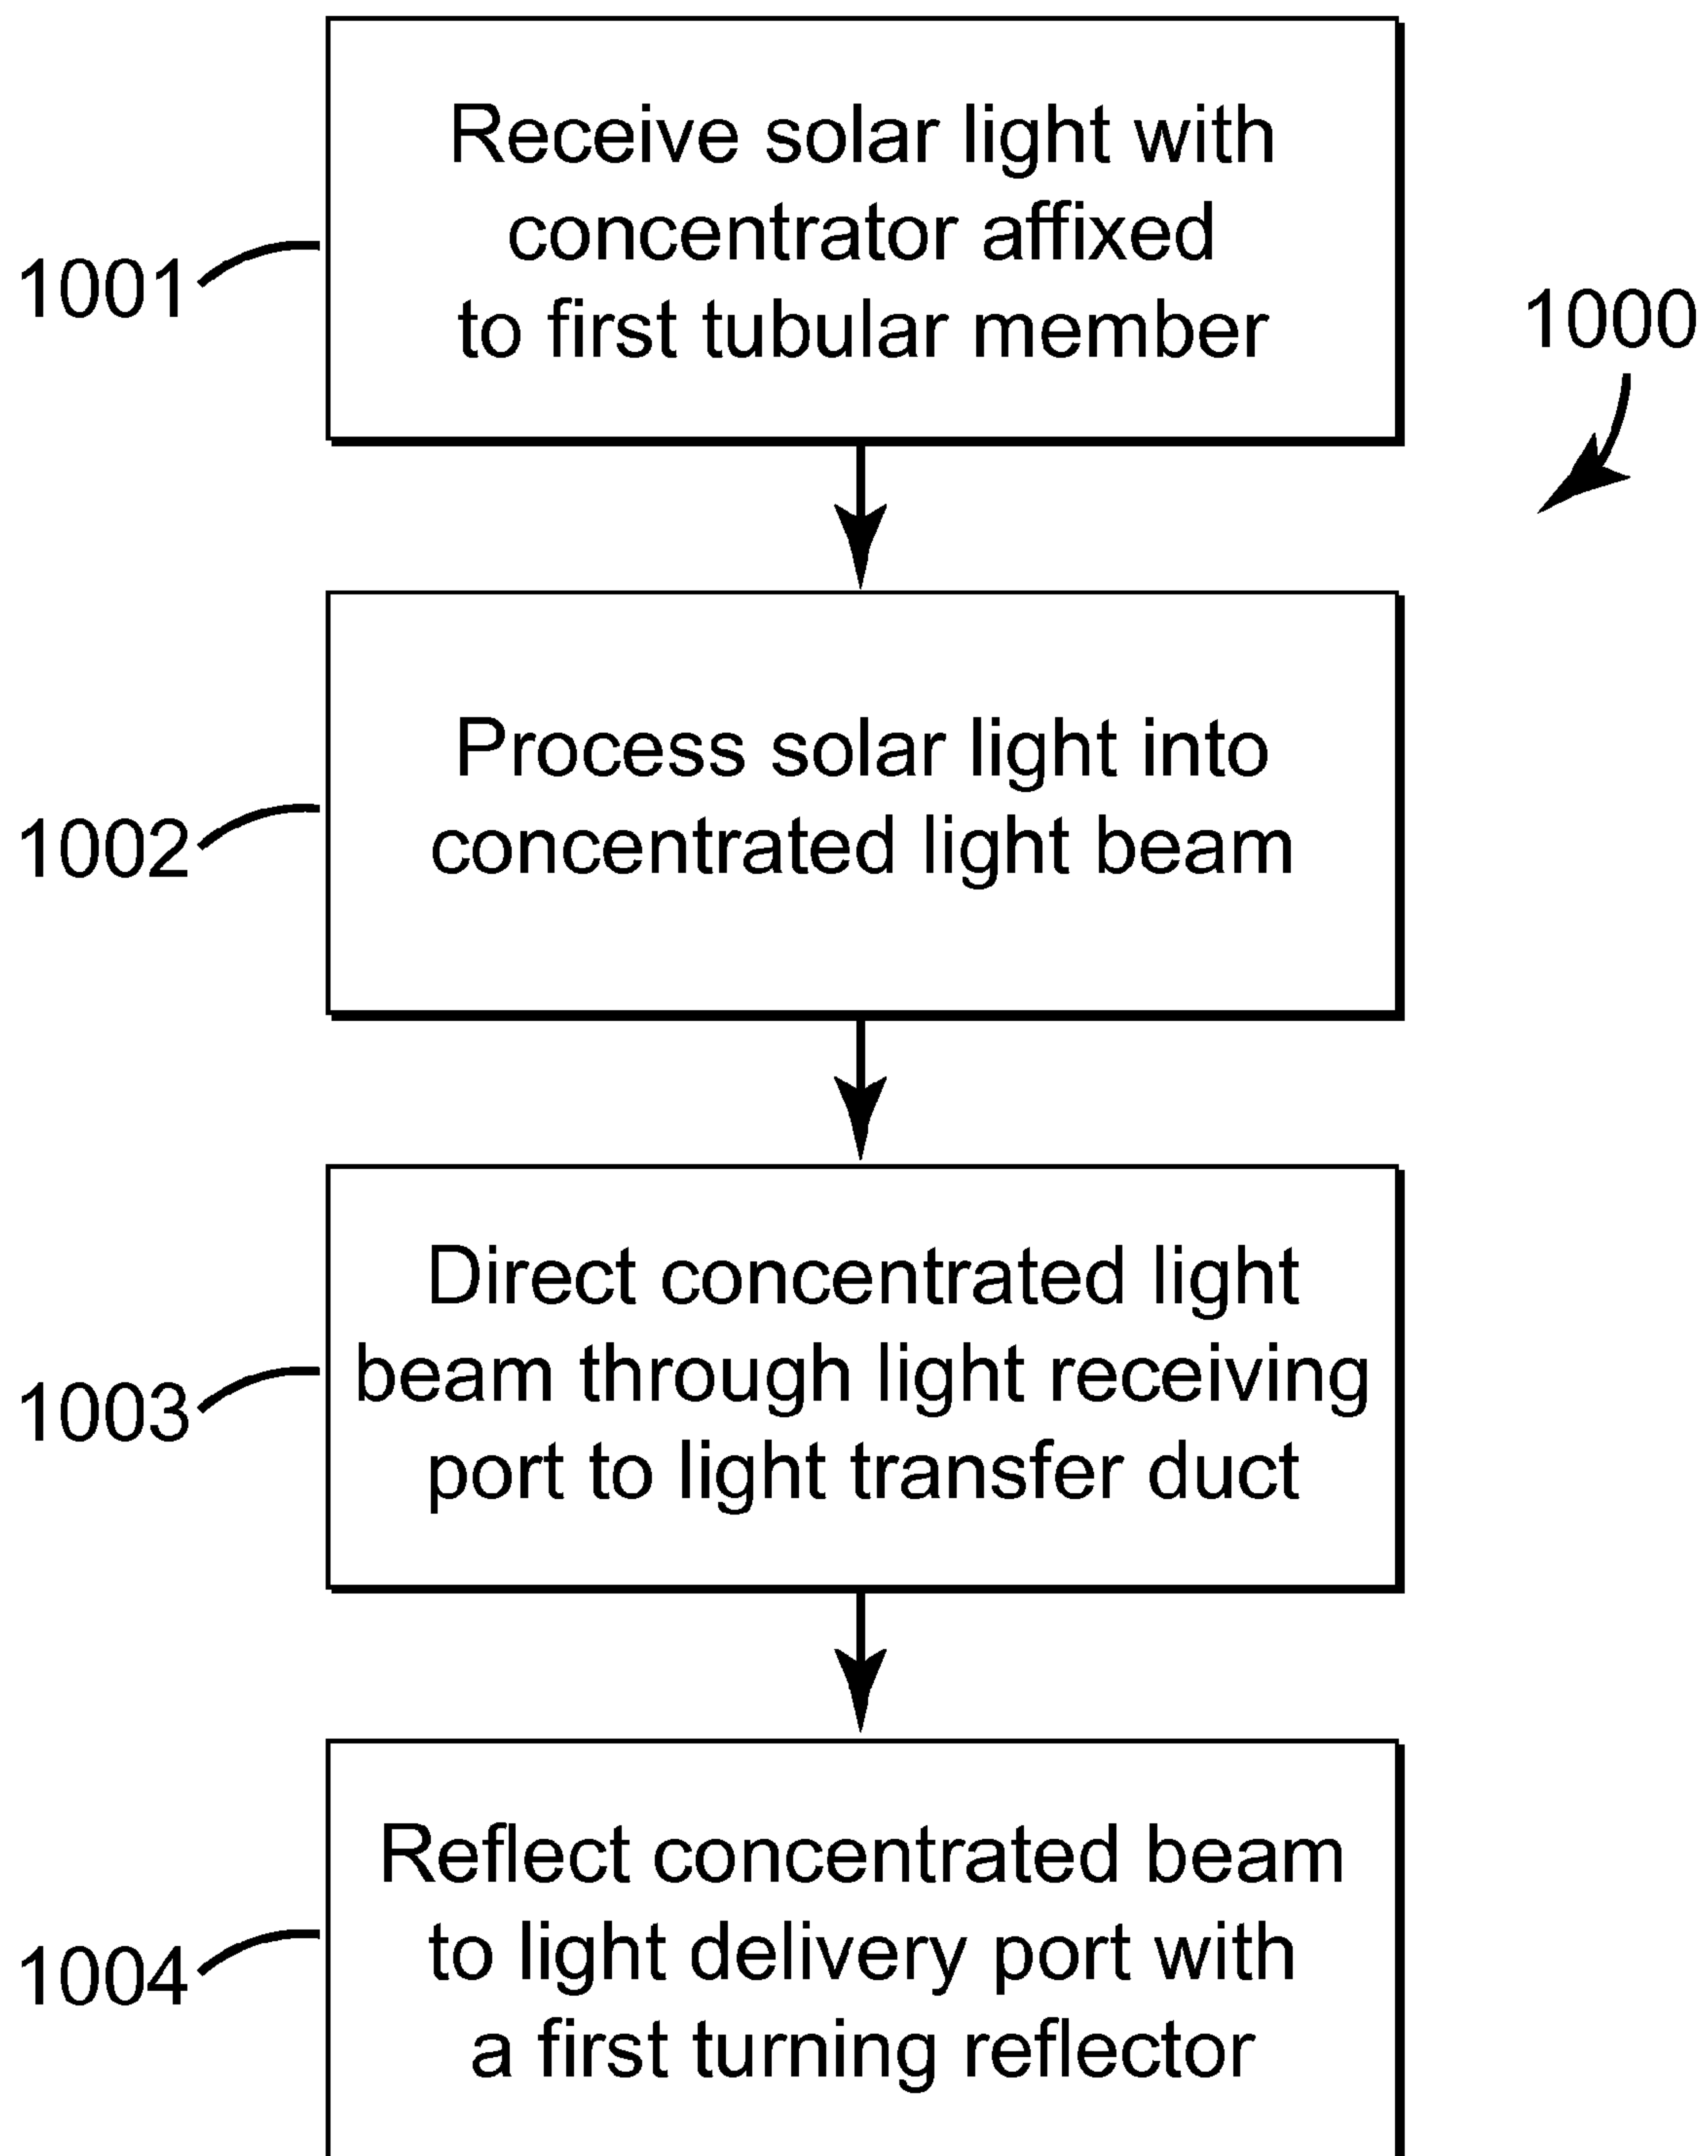 Receive solar light with
concentrator affixed
to first tubular member
1001
1000
Process solar light into
concentrated light beam
1002
Direct concentrated light
beam through light receiving
port to light transfer duct
1003
Reflect concentrated beam
to light delivery port with
a first turning reflector
1004